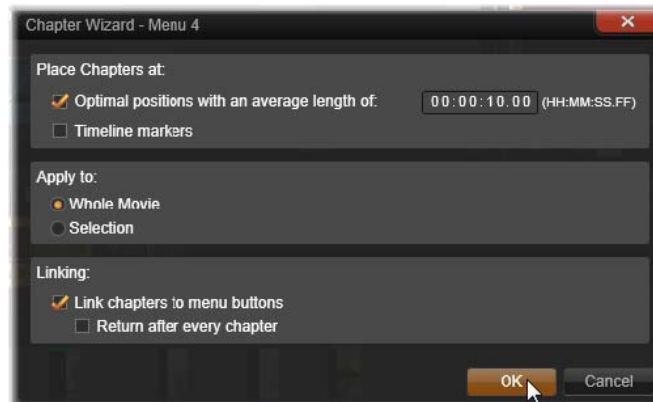 Chapter Wizard - Menu 4
Place Chapters at:
Optimal positions with an average length of: 00:00:10.00 (HH:MM:SS.FF)
Timeline markers
Apply to:
Whole Movie
Selection
Linking:
Link chapters to menu buttons
Return after every chapter
OK Cancel